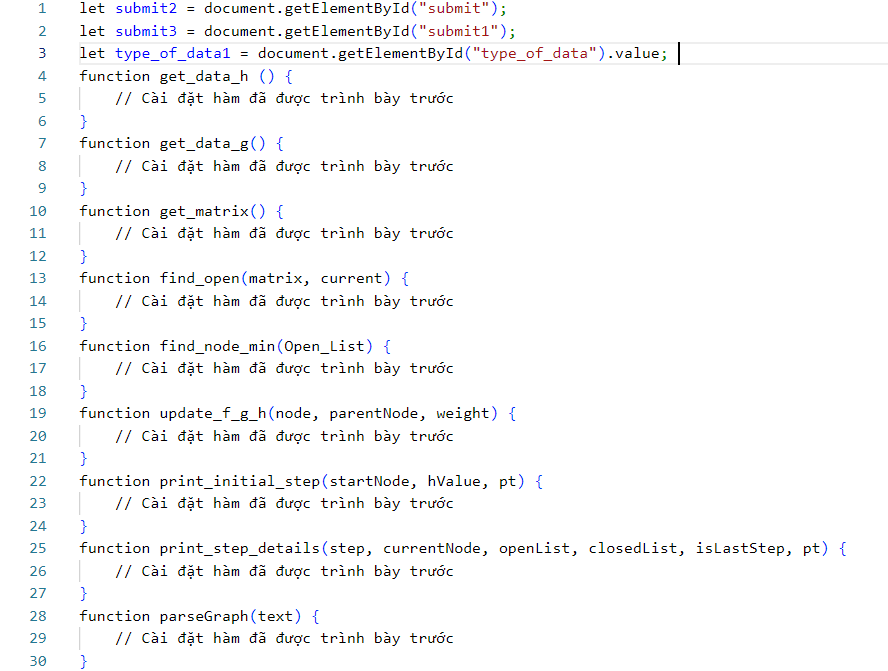 1 let submit2 = document.getElementById("submit");
2 let submit3 = document.getElementById("submit1");
3 let type_of_data1 = document.getElementById("type_of_data").value;
4 function get_data_h () {
5 // Cài đặt hàm đã được trình bày trước
6 }
7 function get_data_g() {
8 // Cài đặt hàm đã được trình bày trước
9 }
10 function get_matrix() {
11 // Cài đặt hàm đã được trình bày trước
12 }
13 function find_open(matrix, current) {
14 // Cài đặt hàm đã được trình bày trước
15 }
16 function find_node_min(Open_List) {
17 // Cài đặt hàm đã được trình bày trước
18 }
19 function update_f_g_h(node, parentNode, weight) {
20 // Cài đặt hàm đã được trình bày trước
21 }
22 function print_initial_step(startNode, hValue, pt) {
23 // Cài đặt hàm đã được trình bày trước
24 }
25 function print_step_details(step, currentNode, openList, closedList, isLastStep, pt) {
26 // Cài đặt hàm đã được trình bày trước
27 }
28 function parseGraph(text) {
29 // Cài đặt hàm đã được trình bày trước
30 }